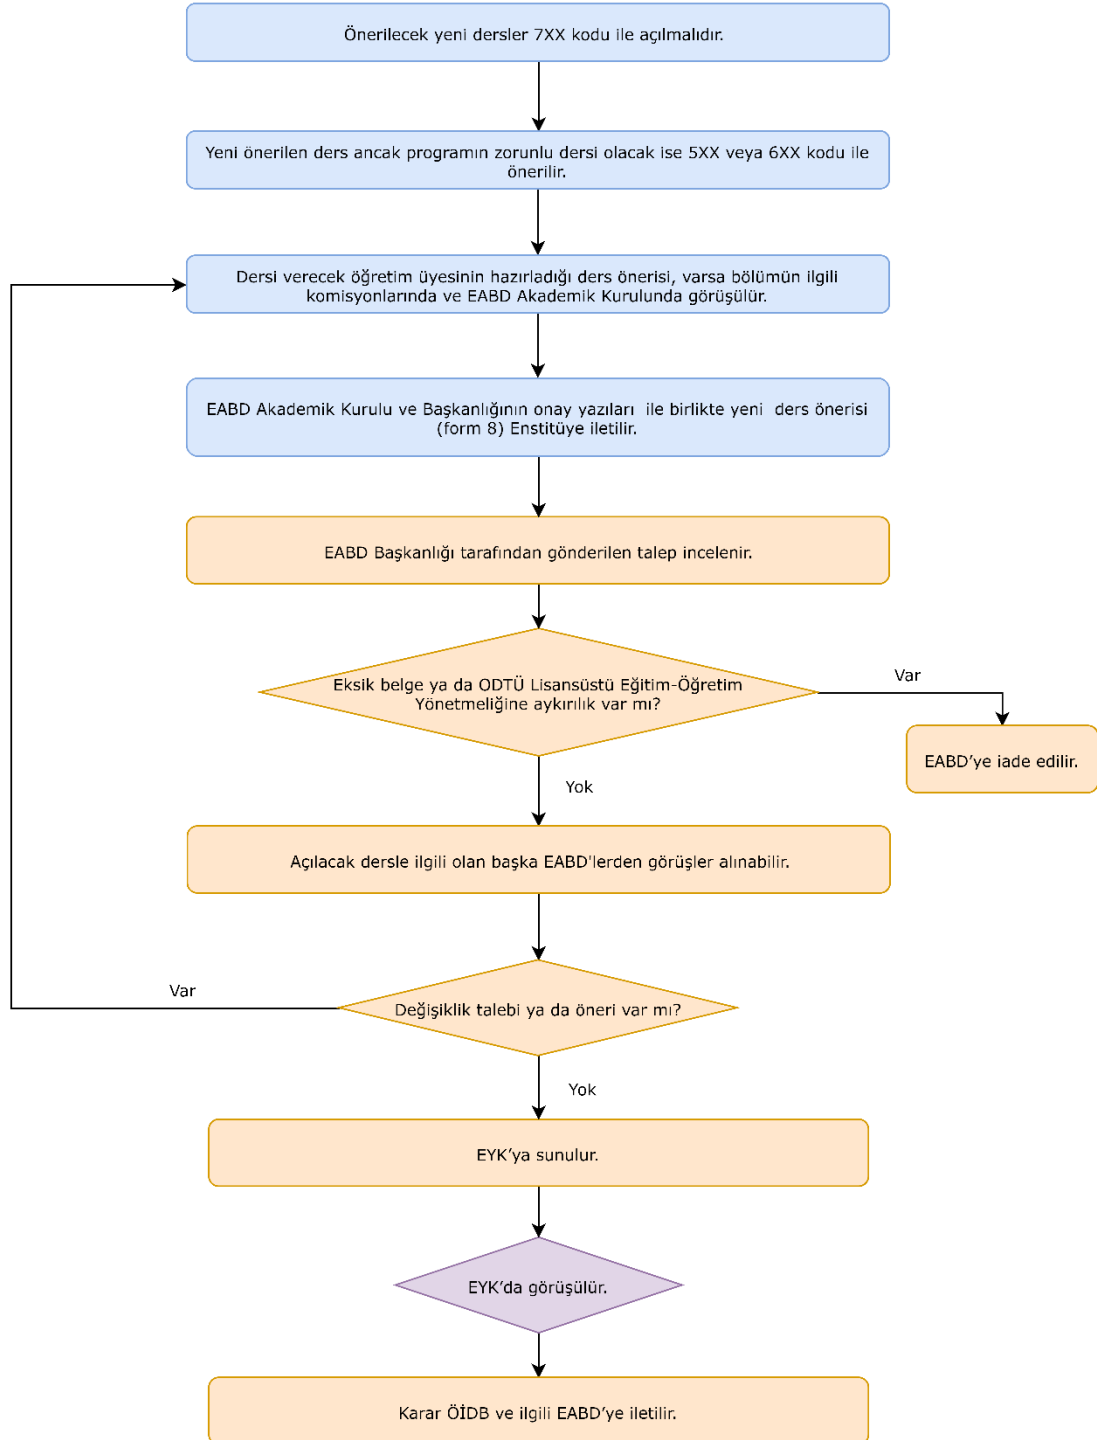 Önerilecek yeni dersler 7XX kodu ile açılmalıdır.
Yeni önerilen ders ancak programın zorunlu dersi olacak ise 5XX veya 6XX kodu ile
önerilir.
Dersi verecek öğretim üyesinin hazırladığı ders önerisi, varsa bölümün ilgili
komisyonlarında ve EABD Akademik Kurulunda görüşülür.
EABD Akademik Kurulu ve Başkanlığının onay yazıları  ile birlikte yeni  ders önerisi
(form 8) Enstitüye iletilir.
EABD Başkanlığı tarafından gönderilen talep incelenir.
Eksik belge ya da ODTÜ Lisansüstü Eğitim-Öğretim
Yönetmeliğine aykırılık var mı?
Var
EABD’ye iade edilir.
Yok
Açılacak dersle ilgili olan başka EABD'lerden görüşler alınabilir.
Değişiklik talebi ya da öneri var mı?
Var
Yok
EYK’ya sunulur.
EYK’da görüşülür.
Karar ÖİDB ve ilgili EABD’ye iletilir.